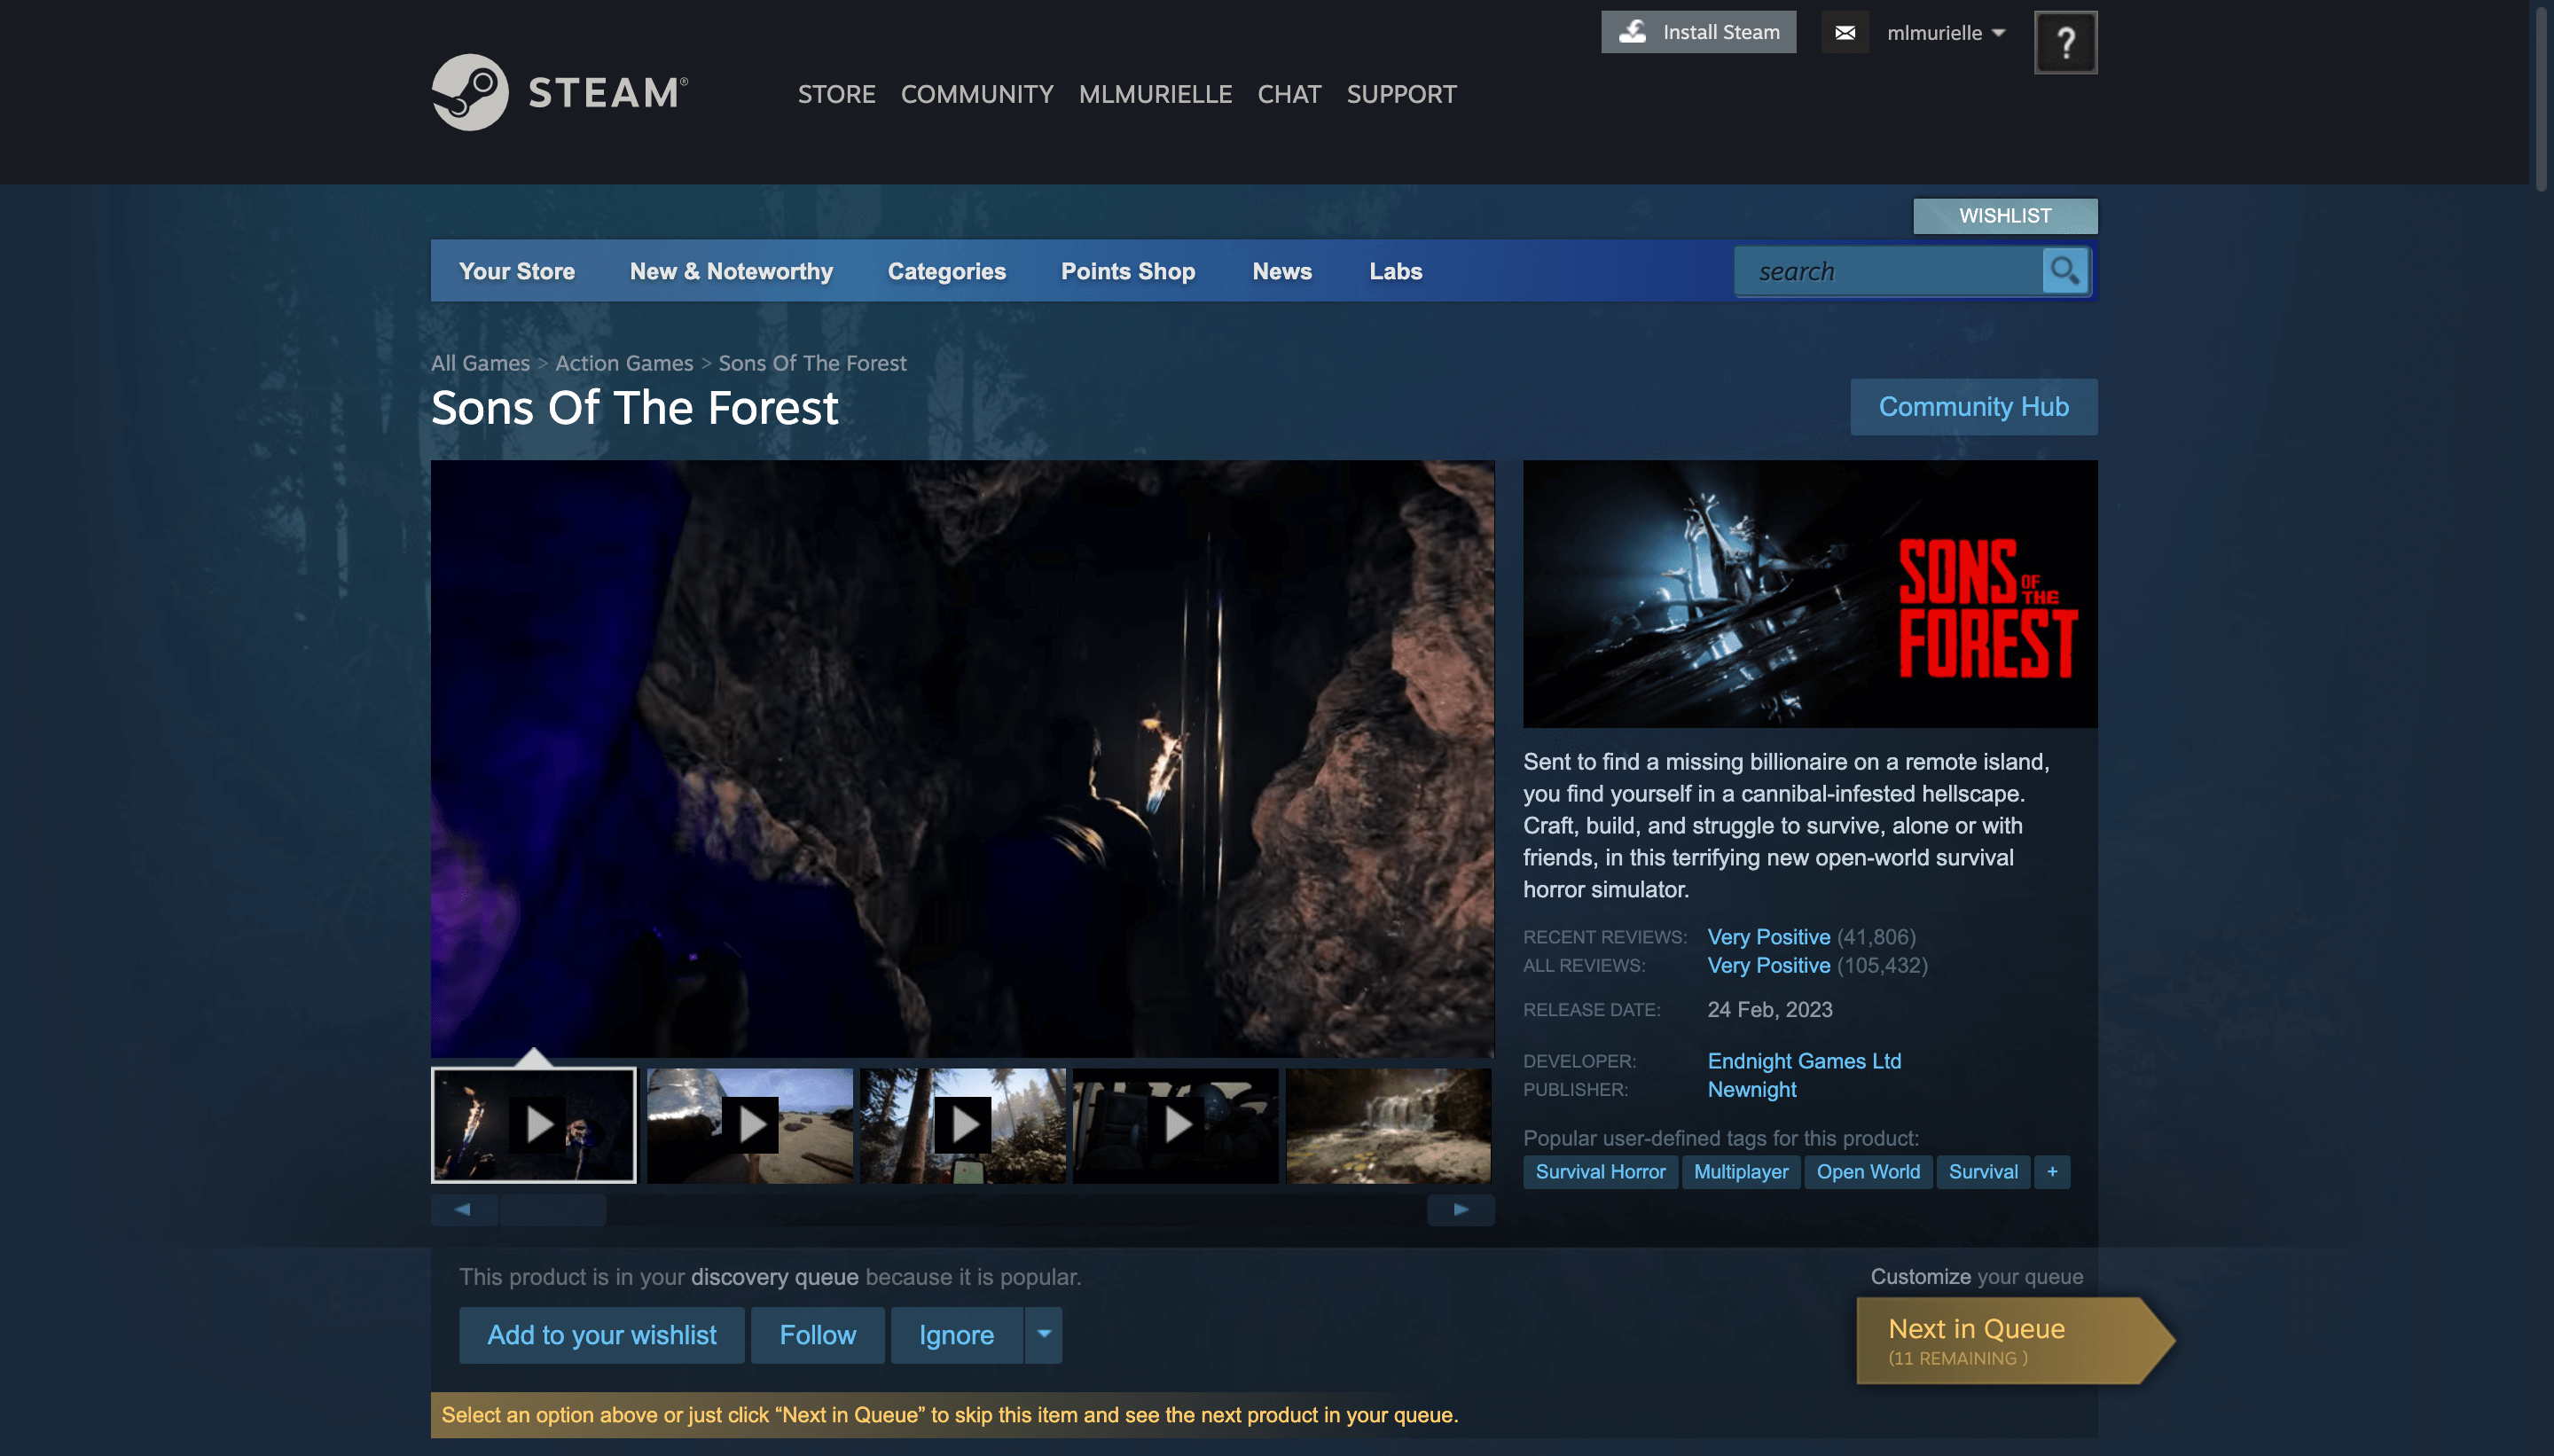 Install Steam
mlmurielle
?
STEAM®
STORE COMMUNITY MLMURIELLE CHAT SUPPORT
WISHLIST
Your Store New & Noteworthy Categories Points Shop News Labs
search
All Games > Action Games > Sons Of The Forest
Sons Of The Forest
Community Hub
SONS OF THE FOREST
Sent to find a missing billionaire on a remote island,
you find yourself in a cannibal-infested hellscape.
Craft, build, and struggle to survive, alone or with
friends, in this terrifying new open-world survival
horror simulator.
RECENT REVIEWS: Very Positive (41,806)
ALL REVIEWS: Very Positive (105,432)
RELEASE DATE: 24 Feb, 2023
DEVELOPER: Endnight Games Ltd
PUBLISHER: Newnight
Popular user-defined tags for this product:
Survival Horror Multiplayer Open World Survival +
This product is in your discovery queue because it is popular.
Customize your queue
Add to your wishlist Follow Ignore
Next in Queue
(11 REMAINING )
Select an option above or just click “Next in Queue” to skip this item and see the next product in your queue.